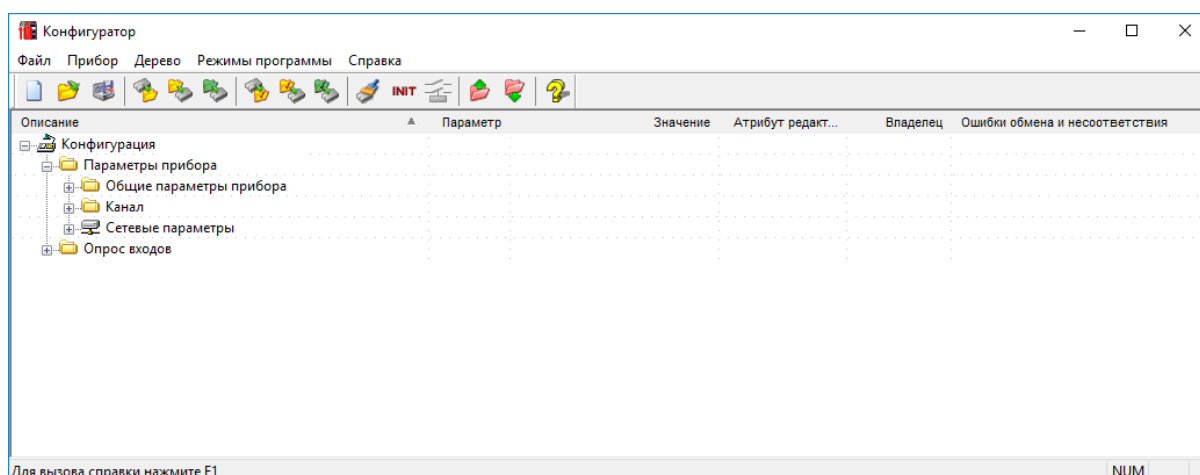 Конфигуратор
Файл Прибор Дерево Режимы программы Справка
INIT
Описание Параметр Значение Атрибут редакт... Владелец Ошибки обмена и несоответствия
Конфигурация
Параметры прибора
Общие параметры прибора
Канал
Сетевые параметры
Опрос входов
Для вызова справки нажмите F1 NUM